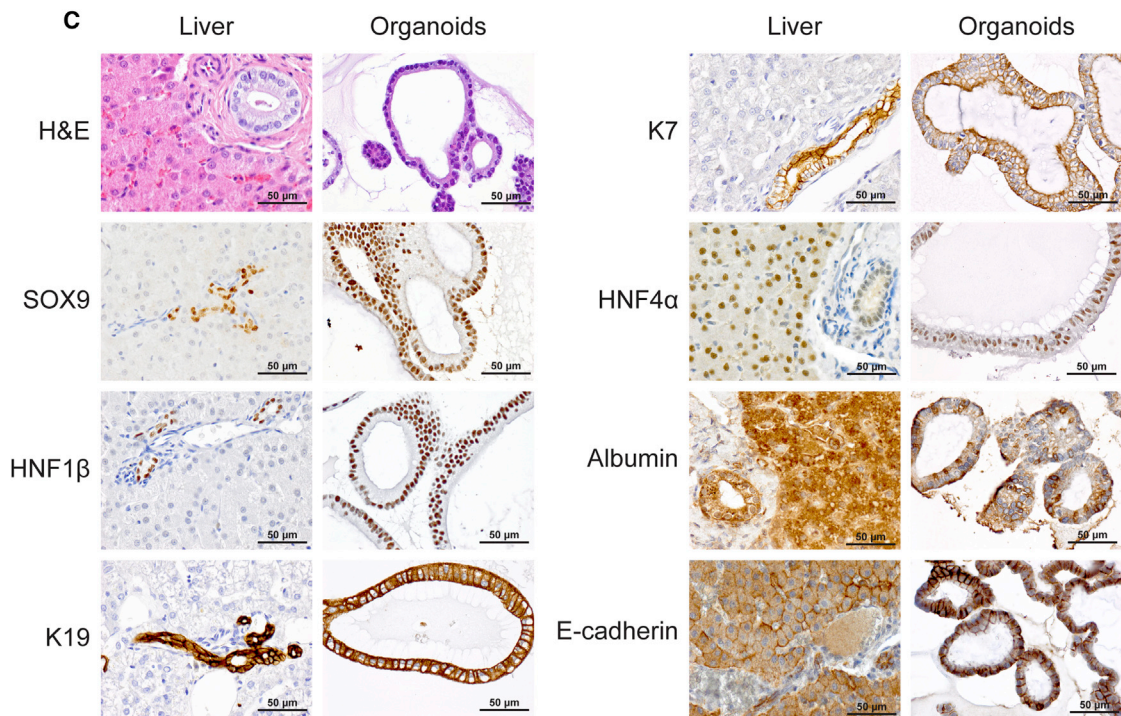 C
Liver Organoids
H&E
50 µm 50 µm
SOX9
50 µm 50 µm
HNF1β
50 µm 50 µm
K19
50 µm 50 µm
Liver Organoids
K7
50 µm 50 µm
HNF4α
50 µm 50 µm
Albumin
50 µm 50 µm
E-cadherin
50 µm 50 µm